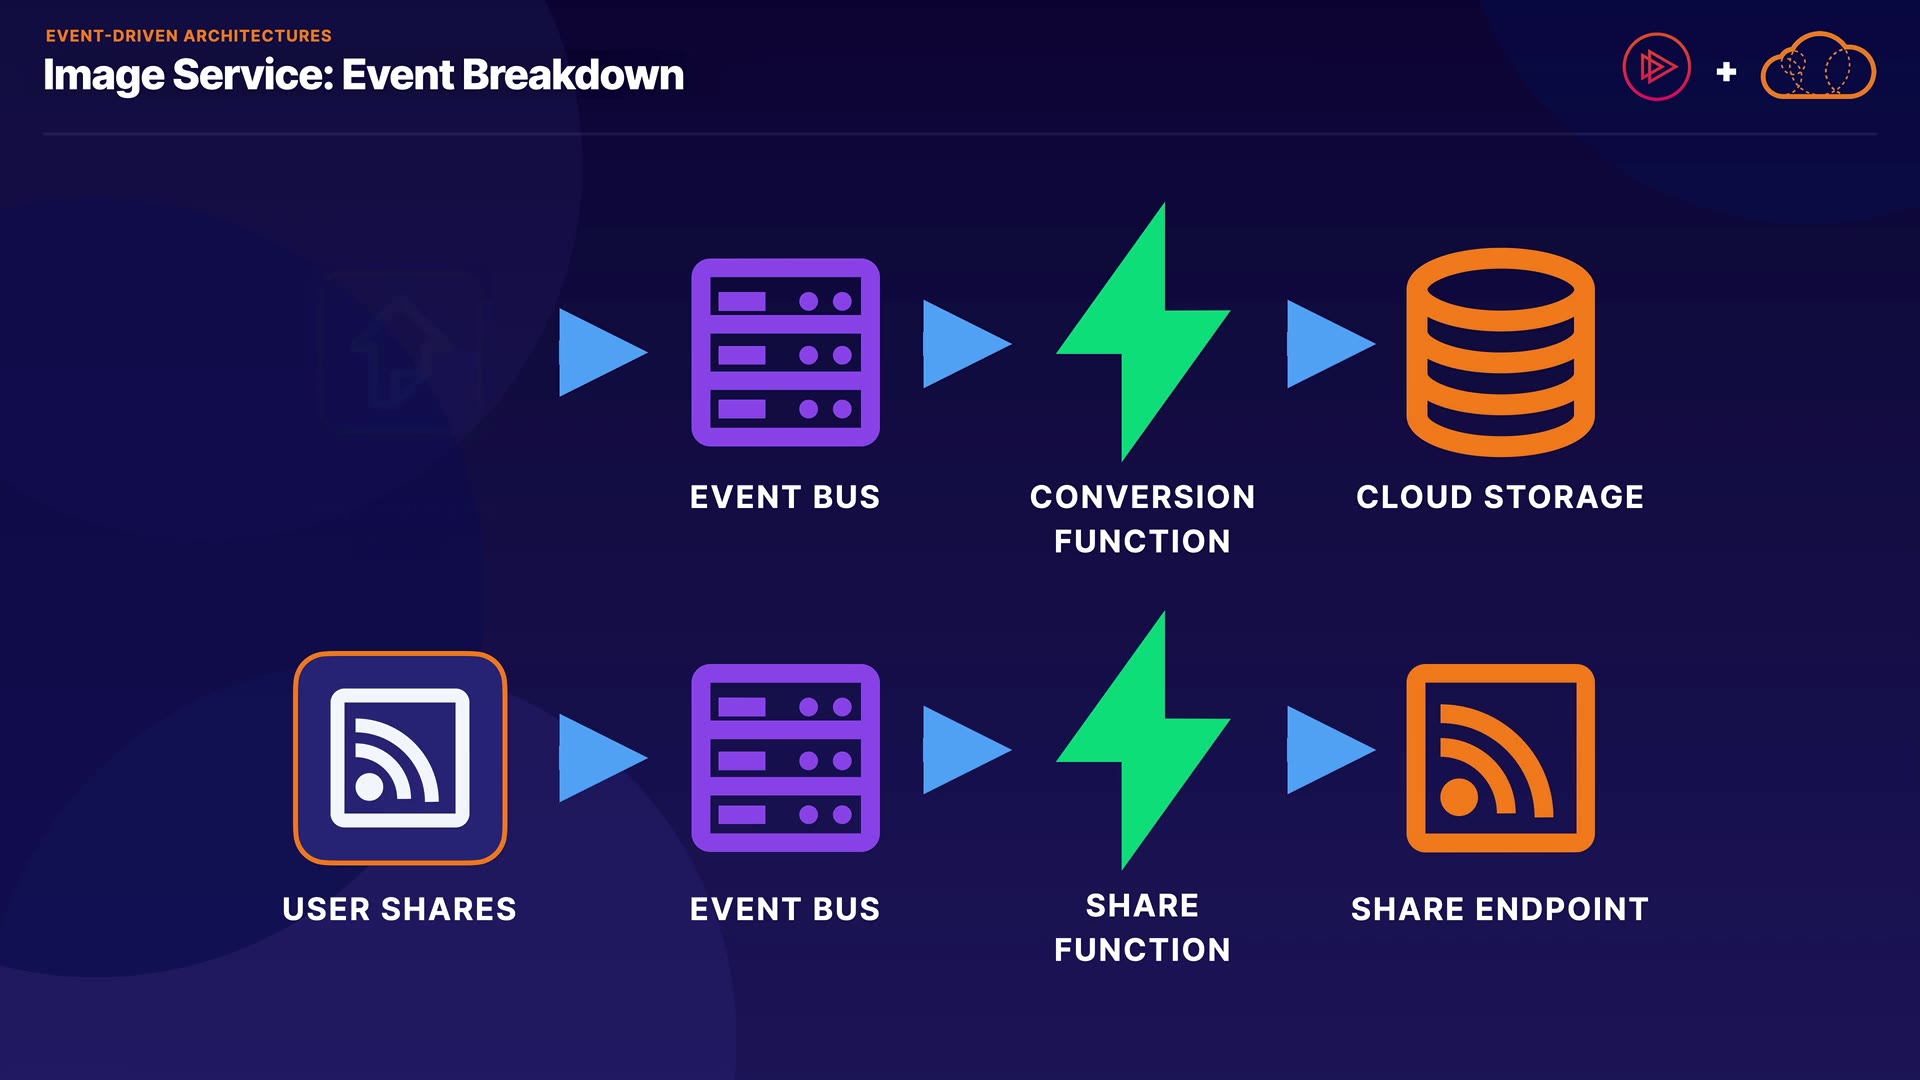 EVENT-DRIVEN ARCHITECTURES
Image Service: Event Breakdown
EVENT BUS
CONVERSION
FUNCTION
CLOUD STORAGE
USER SHARES
EVENT BUS
SHARE
FUNCTION
SHARE ENDPOINT